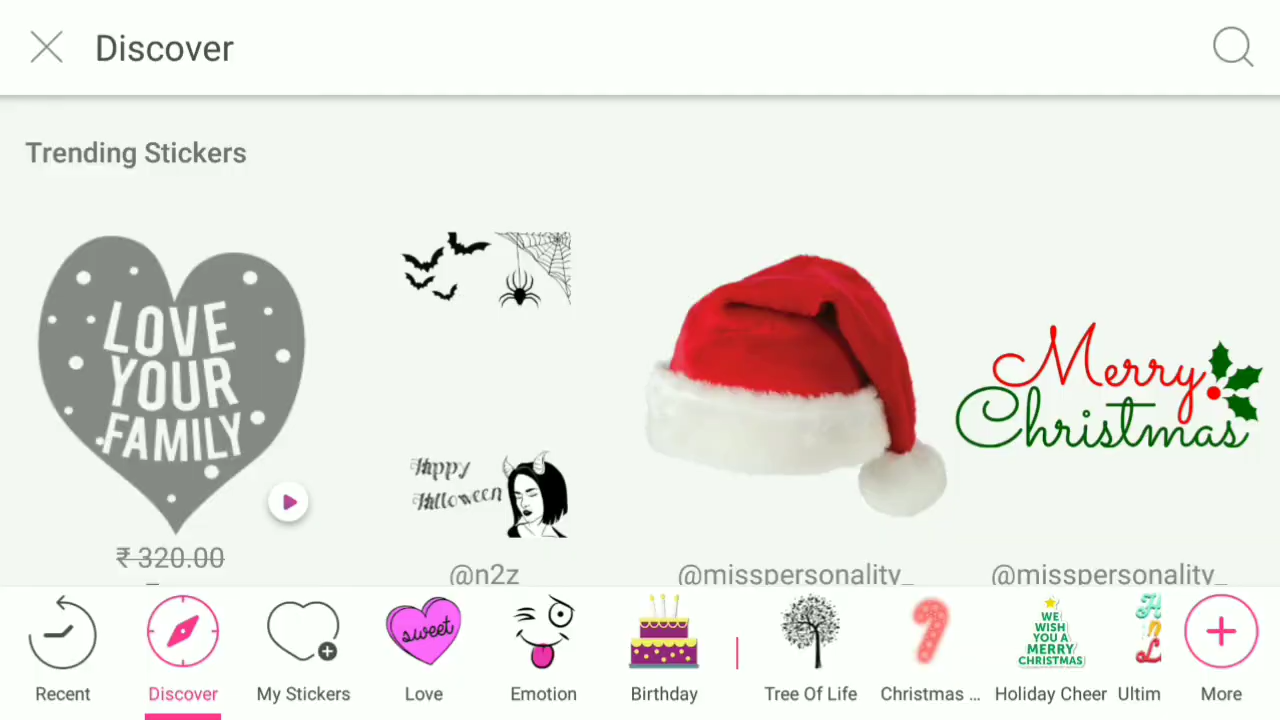 Discover
Trending Stickers
LOVE
YOUR
FAMILY
₹ 320.00
Happy
Halloween
@n2z
@misspersonality_
Merry
Christmas
@misspersonality_
sweet
WE
WISH
YOU A
MERRY
CHRISTMAS
Recent
Discover
My Stickers
Love
Emotion
Birthday
Tree Of Life
Christmas ...
Holiday Cheer
Ultim
More